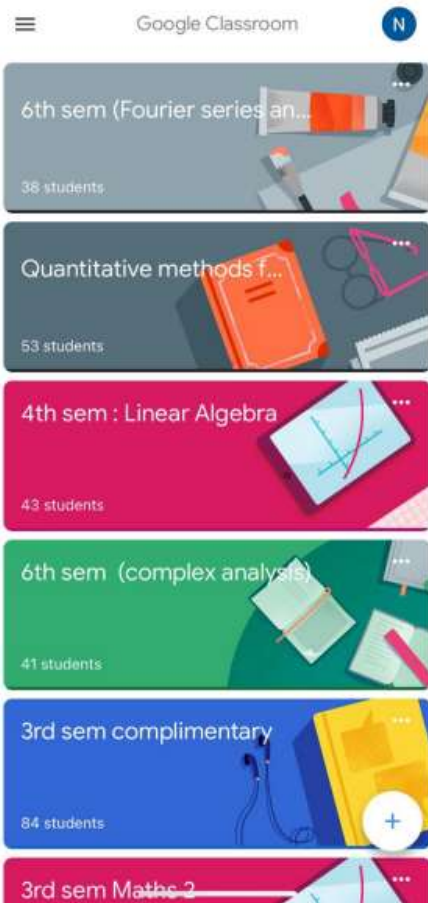 Google Classroom
N
6th sem (Fourier series an...
38 students
Quantitative methods f...
53 students
4th sem : Linear Algebra
43 students
6th sem (complex analysis)
41 students
3rd sem complimentary
84 students
3rd sem Maths 2